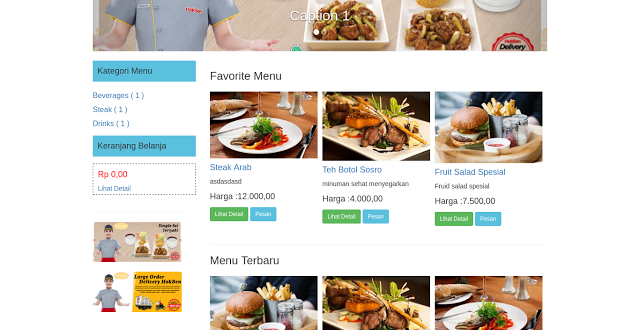 HokBen
Caption 1
HokBen
Delivery
Kategori Menu
Beverages ( 1 )
Steak ( 1 )
Drinks ( 1 )
Keranjang Belanja
Rp 0,00
Lihat Detail
Large Order
Delivery HokBen
Favorite Menu
Steak Arab
asdasdasd
Harga :12.000,00
Lihat Detail
Pesan
Teh Botol Sosro
minuman sehat menyegarkan
Harga :4.000,00
Lihat Detail
Pesan
Fruit Salad Spesial
Fruid salad spesial
Harga :7.500,00
Lihat Detail
Pesan
Menu Terbaru